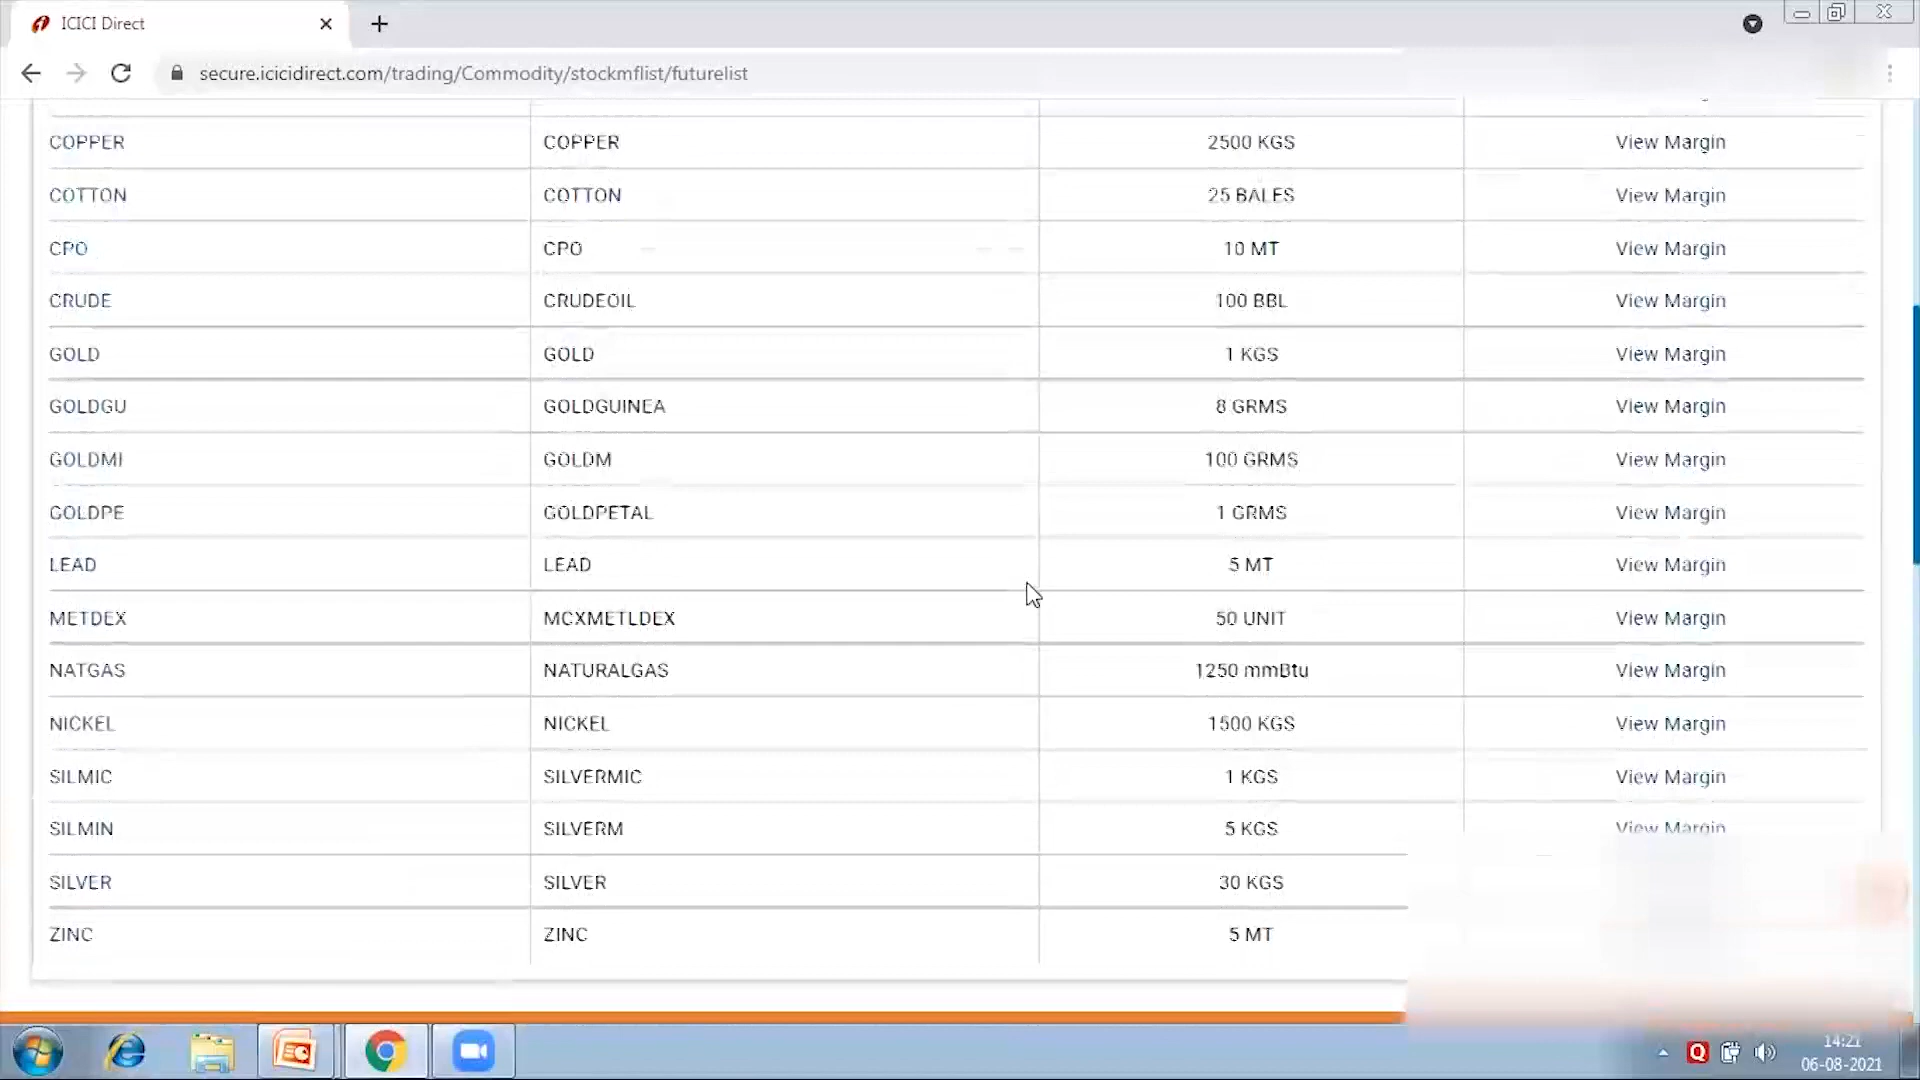 ICICI Direct
secure.icicidirect.com/trading/Commodity/stockmflist/futurelist
COPPER COPPER 2500 KGS View Margin
COTTON COTTON 25 BALES View Margin
CPO CPO 10 MT View Margin
CRUDE CRUDEOIL 100 BBL View Margin
GOLD GOLD 1 KGS View Margin
GOLDGU GOLDGUINEA 8 GRMS View Margin
GOLDMI GOLDM 100 GRMS View Margin
GOLDPE GOLDPETAL 1 GRMS View Margin
LEAD LEAD 5 MT View Margin
METDEX MCXMETLDEX 50 UNIT View Margin
NATGAS NATURALGAS 1250 mmBtu View Margin
NICKEL NICKEL 1500 KGS View Margin
SILMIC SILVERMIC 1 KGS View Margin
SILMIN SILVERM 5 KGS View Margin
SILVER SILVER 30 KGS
ZINC ZINC 5 MT
14:21
06-08-2021